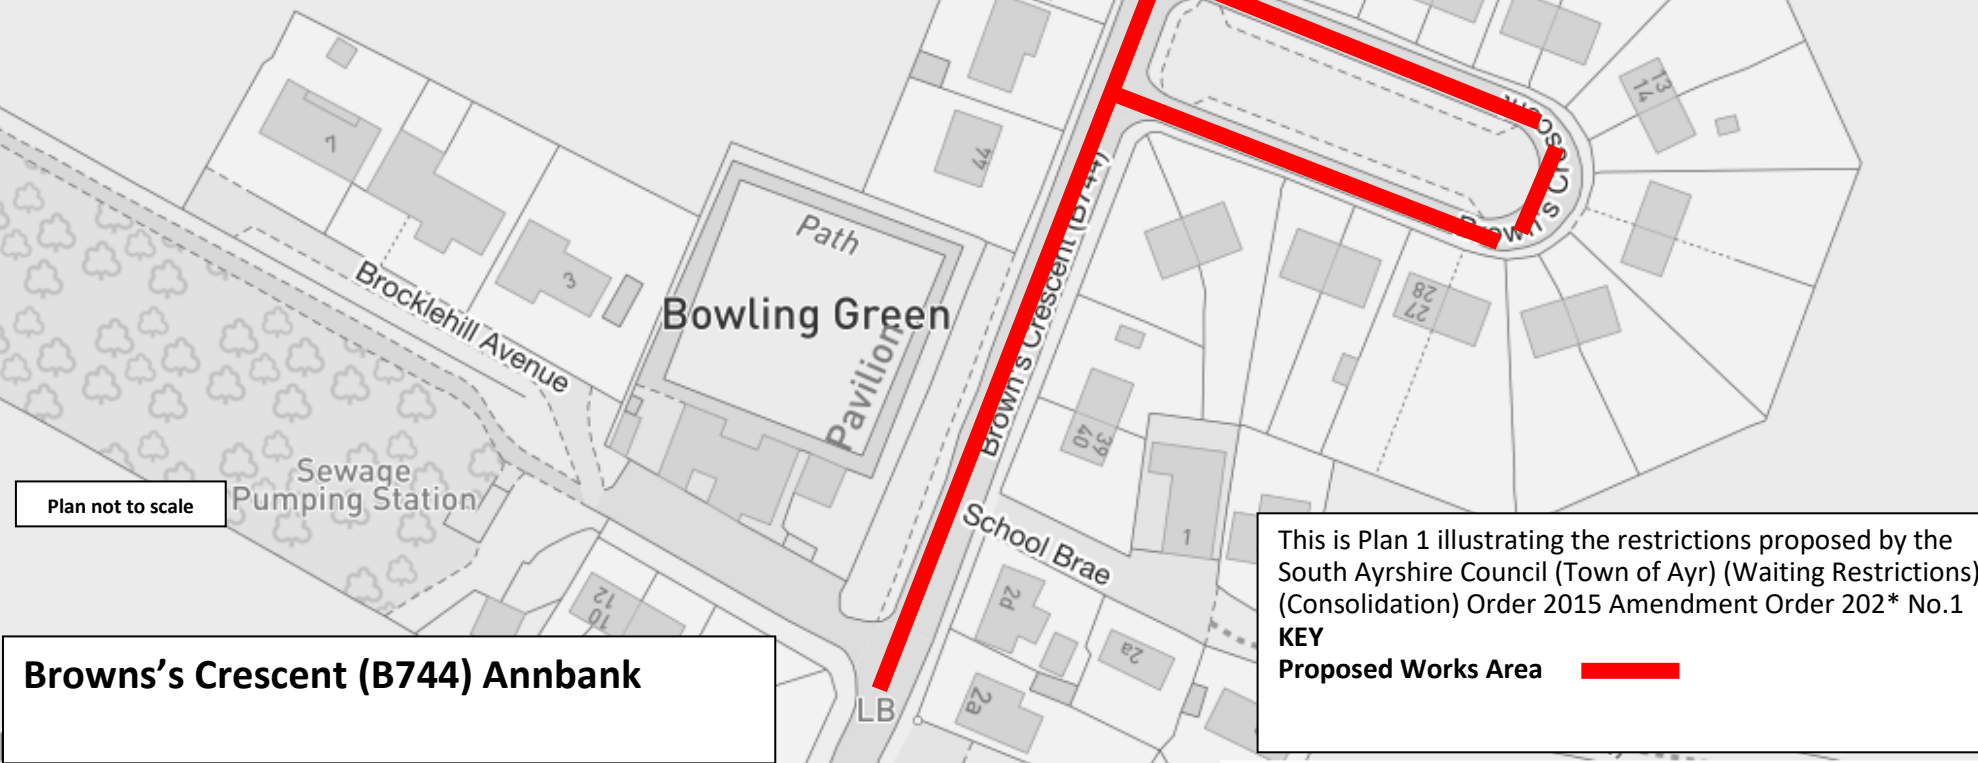 7
44
13
14
Crescent
Brown's
Path
Bowling Green
Pavilion
3
Brocklehill Avenue
Brown's Crescent (B744)
28
27
39
40
Sewage
Pumping Station
Plan not to scale
School Brae
1
2d
2a
2a
12
10
LB
This is Plan 1 illustrating the restrictions proposed by the
South Ayrshire Council (Town of Ayr) (Waiting Restrictions)
(Consolidation) Order 2015 Amendment Order 202* No.1
KEY
Proposed Works Area
Browns's Crescent (B744) Annbank